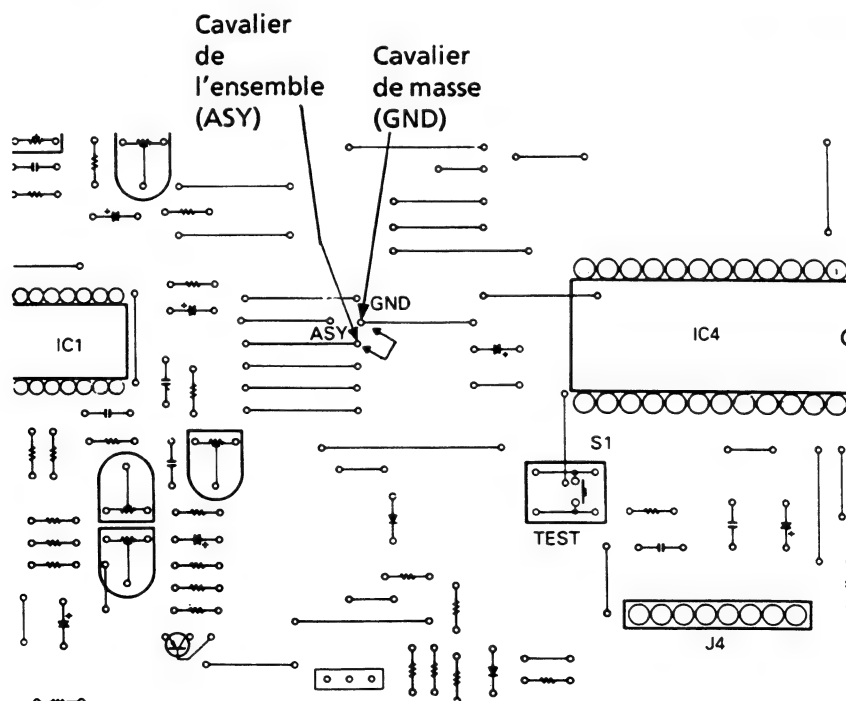 Cavalier
de
l'ensemble
(ASY)
Cavalier
de masse
(GND)
GND
ASY
IC1
IC4
S1
TEST
J4